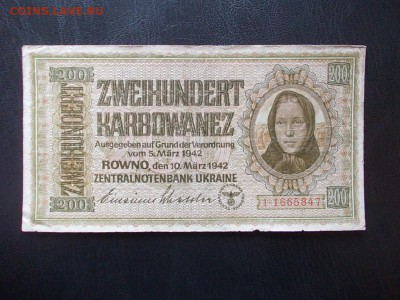 COINS.ЛАВ.RU
200
200
ZWEIHUNDERT
ZWEIHUNDERT
KARBOWANEZ
Ausgegeben auf Grund der Verordnung
vom 5. März 1942
ROWNO, den 10. März 1942
ZENTRALNOTENBANK UKRAINE
200
1-1665847
200